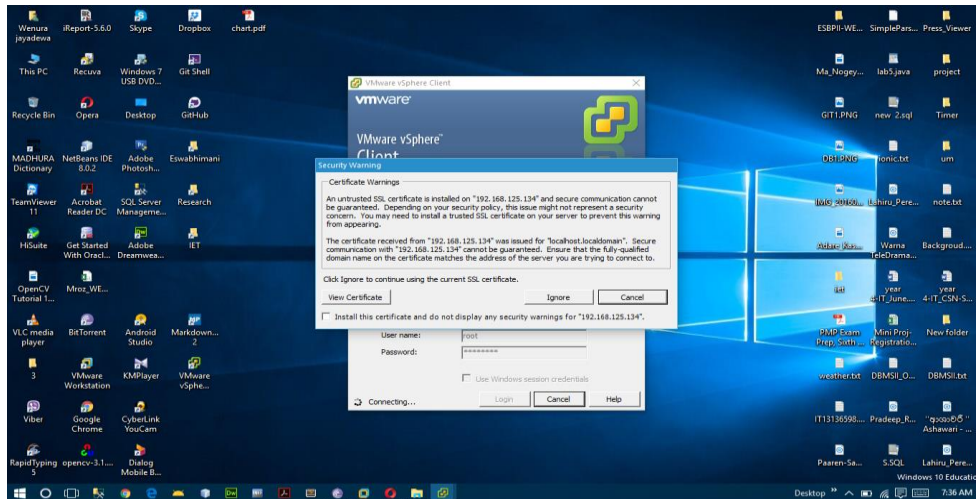 Wenura jayadewa
iReport-5.6.0
Skype
Dropbox
chart.pdf
This PC
Recuva
Windows 7 USB DVD...
Git Shell
Recycle Bin
Opera
Desktop
GitHub
MADHURA Dictionary
NetBeans IDE 8.0.2
Adobe Photosh...
Eswabhimani
TeamViewer 11
Acrobat Reader DC
SQL Server Manageme...
Research
HiSuite
Get Started With Oracl...
Adobe Dreamwea...
IET
OpenCV Tutorial 1...
Mroz_WE...
VLC media player
BitTorrent
Android Studio
Markdown... 2
3
VMware Workstation
KMPlayer
VMware vSphe...
Viber
Google Chrome
CyberLink YouCam
RapidTyping 5
opencv-3.1....
Dialog Mobile B...
VMware vSphere Client
vmware
VMware vSphere™
Client
Security Warning
Certificate Warnings
An untrusted SSL certificate is installed on "192.168.125.134" and secure communication cannot
be guaranteed. Depending on your security policy, this issue might not represent a security
concern. You may need to install a trusted SSL certificate on your server to prevent this warning
from appearing.
The certificate received from "192.168.125.134" was issued for "localhost.localdomain". Secure
communication with "192.168.125.134" cannot be guaranteed. Ensure that the fully-qualified
domain name on the certificate matches the address of the server you are trying to connect to.
Click Ignore to continue using the current SSL certificate.
View Certificate
Ignore
Cancel
Install this certificate and do not display any security warnings for "192.168.125.134".
User name:
root
Password:
********
Use Windows session credentials
Connecting...
Login
Cancel
Help
ESBPII-WE...
SimplePars...
Press_Viewer
Ma_Nogey...
lab5.java
project
GIT1.PNG
new 2.sql
Timer
DB1.PNG
ionic.txt
um
IMG_20160...
Lahiru_Pere...
note.txt
Warna TeleDrama...
Backgroud....
iet
year 4-IT_June,...
year 4-IT_CSN-S...
PMP Exam Prep, Sixth ...
Mini Proj- Registratio...
New folder
weather.txt
DBMSII_O...
DBMSII.txt
IT13136598....
Pradeep_R...
Ashawari - ...
Paaren-Sa...
S.SQL
Lahiru_Pere...
Windows 10 Educatio
Desktop
7:36 AM